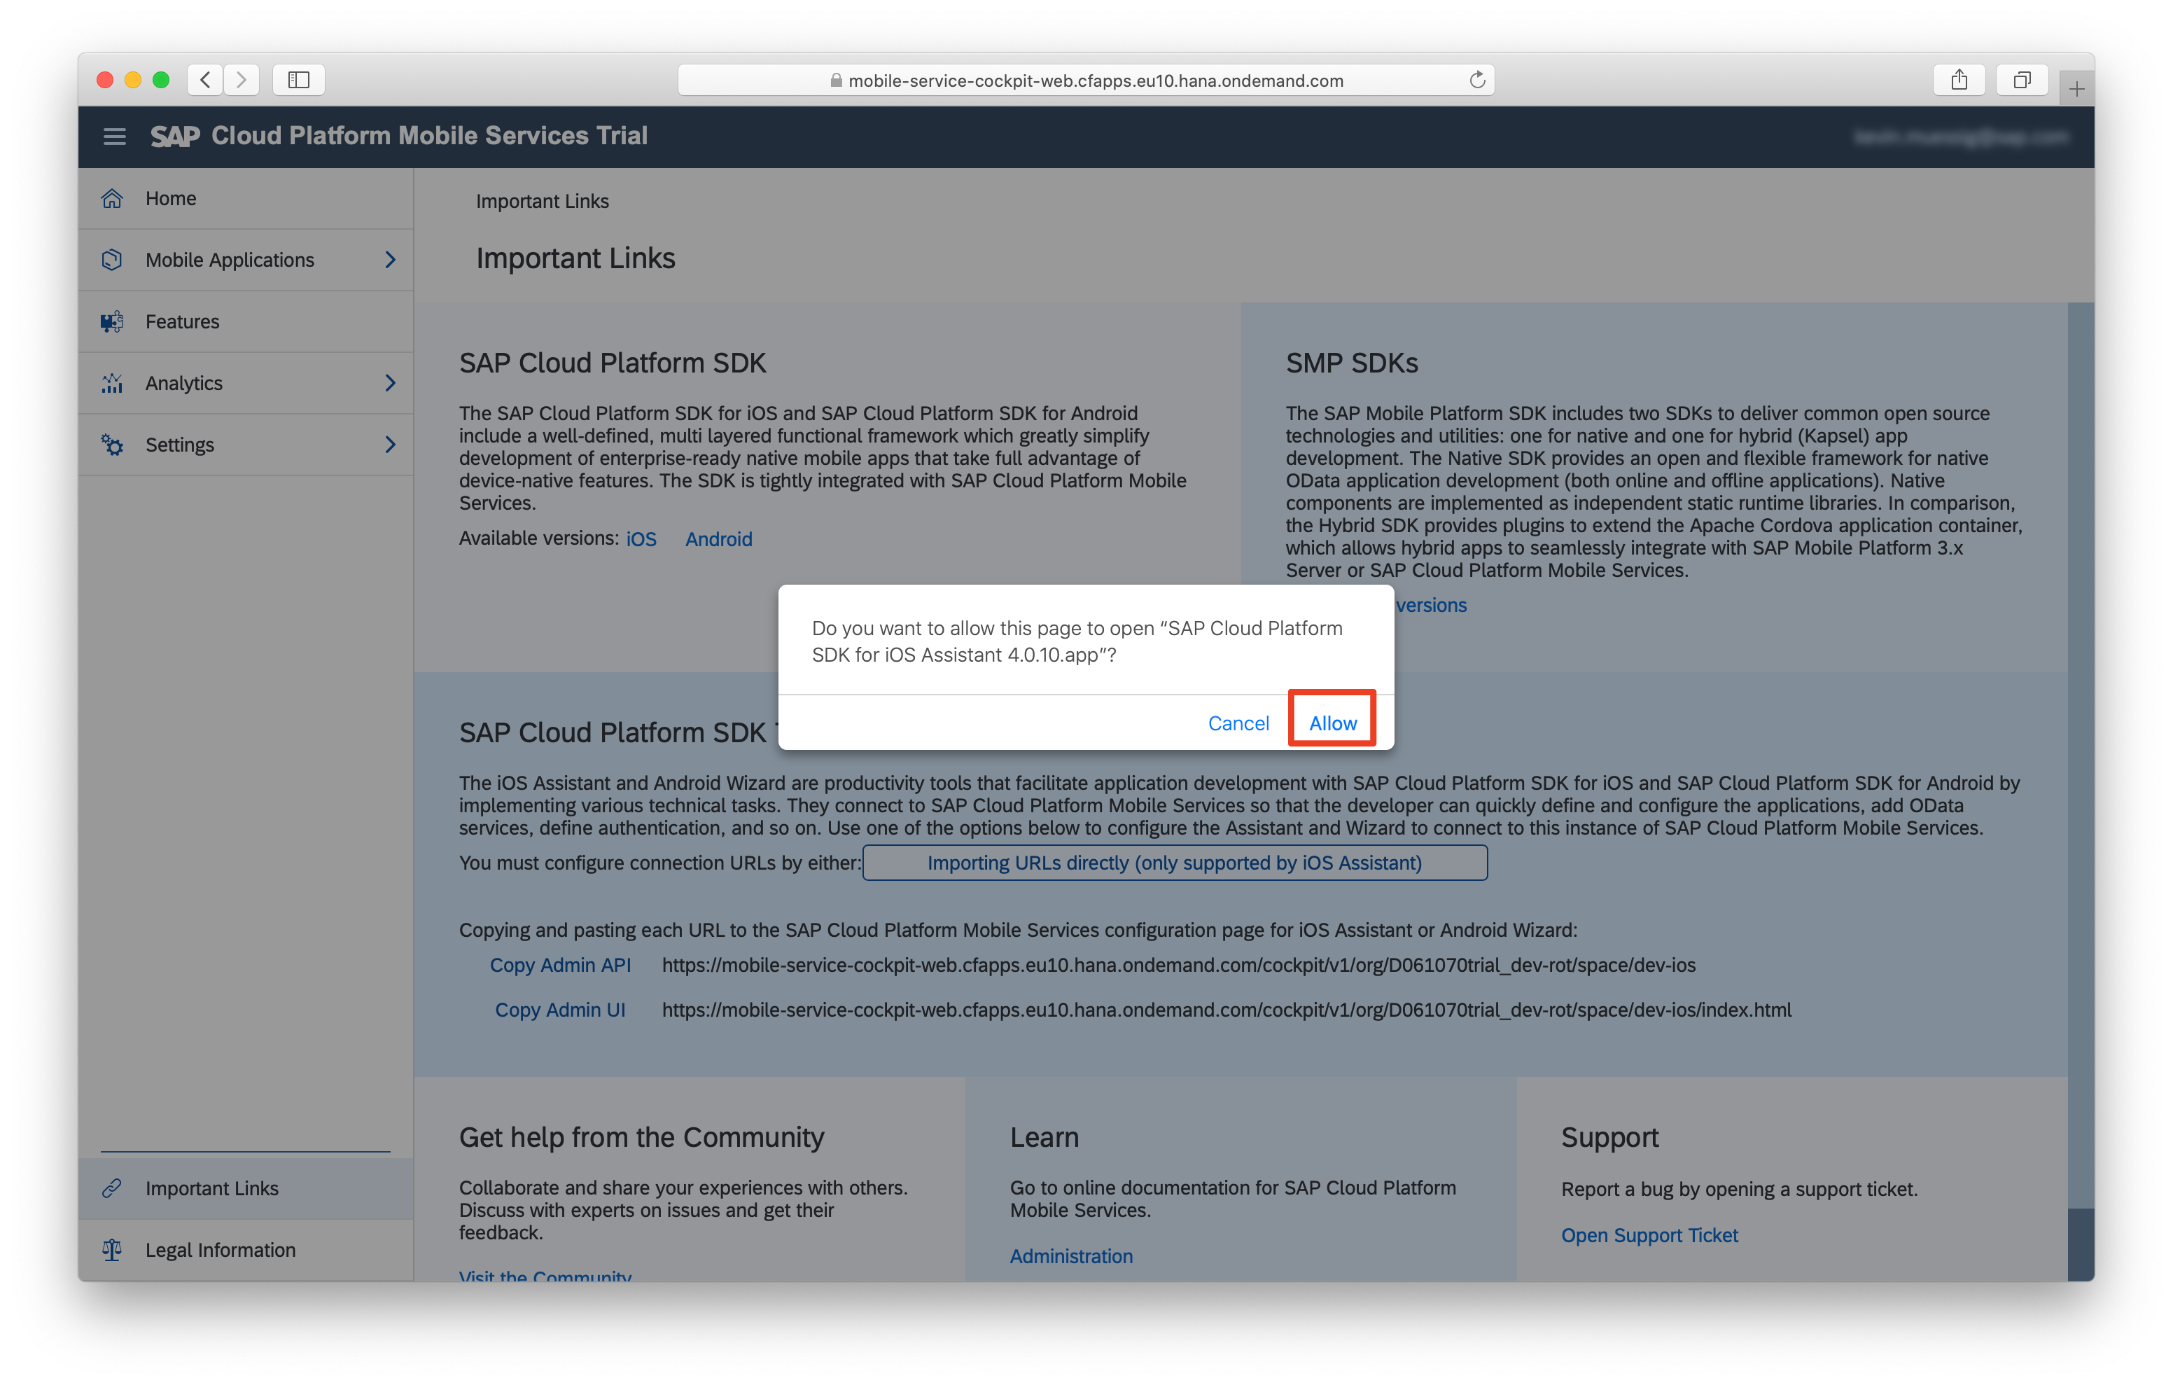 mobile-service-cockpit-web.cfapps.eu10.hana.ondemand.com
SAP Cloud Platform Mobile Services Trial
Home
Mobile Applications
Features
Analytics
Settings
Important Links
Legal Information
Important Links
Important Links
SAP Cloud Platform SDK
The SAP Cloud Platform SDK for iOS and SAP Cloud Platform SDK for Android
include a well-defined, multi layered functional framework which greatly simplify
development of enterprise-ready native mobile apps that take full advantage of
device-native features. The SDK is tightly integrated with SAP Cloud Platform Mobile
Services.
Available versions: iOS Android
SMP SDKs
The SAP Mobile Platform SDK includes two SDKs to deliver common open source
technologies and utilities: one for native and one for hybrid (Kapsel) app
development. The Native SDK provides an open and flexible framework for native
OData application development (both online and offline applications). Native
components are implemented as independent static runtime libraries. In comparison,
the Hybrid SDK provides plugins to extend the Apache Cordova application container,
which allows hybrid apps to seamlessly integrate with SAP Mobile Platform 3.x
Server or SAP Cloud Platform Mobile Services.
versions
Do you want to allow this page to open “SAP Cloud Platform
SDK for iOS Assistant 4.0.10.app”?
Cancel Allow
SAP Cloud Platform SDK
The iOS Assistant and Android Wizard are productivity tools that facilitate application development with SAP Cloud Platform SDK for iOS and SAP Cloud Platform SDK for Android by
implementing various technical tasks. They connect to SAP Cloud Platform Mobile Services so that the developer can quickly define and configure the applications, add OData
services, define authentication, and so on. Use one of the options below to configure the Assistant and Wizard to connect to this instance of SAP Cloud Platform Mobile Services.
You must configure connection URLs by either: Importing URLs directly (only supported by iOS Assistant)
Copying and pasting each URL to the SAP Cloud Platform Mobile Services configuration page for iOS Assistant or Android Wizard:
Copy Admin API https://mobile-service-cockpit-web.cfapps.eu10.hana.ondemand.com/cockpit/v1/org/D061070trial_dev-rot/space/dev-ios
Copy Admin UI https://mobile-service-cockpit-web.cfapps.eu10.hana.ondemand.com/cockpit/v1/org/D061070trial_dev-rot/space/dev-ios/index.html
Get help from the Community
Collaborate and share your experiences with others.
Discuss with experts on issues and get their
feedback.
Visit the Community
Learn
Go to online documentation for SAP Cloud Platform
Mobile Services.
Administration
Support
Report a bug by opening a support ticket.
Open Support Ticket